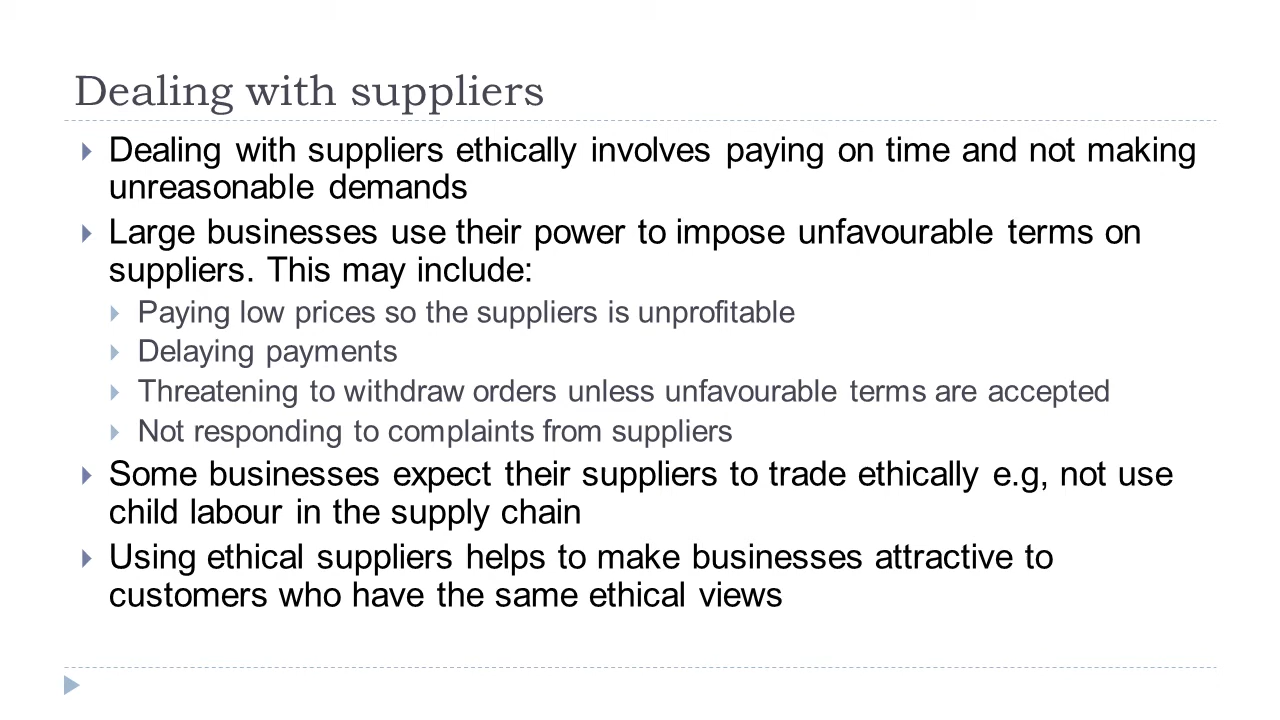 Dealing with suppliers
Dealing with suppliers ethically involves paying on time and not making
unreasonable demands
Large businesses use their power to impose unfavourable terms on
suppliers. This may include:
Paying low prices so the suppliers is unprofitable
Delaying payments
Threatening to withdraw orders unless unfavourable terms are accepted
Not responding to complaints from suppliers
Some businesses expect their suppliers to trade ethically e.g, not use
child labour in the supply chain
Using ethical suppliers helps to make businesses attractive to
customers who have the same ethical views